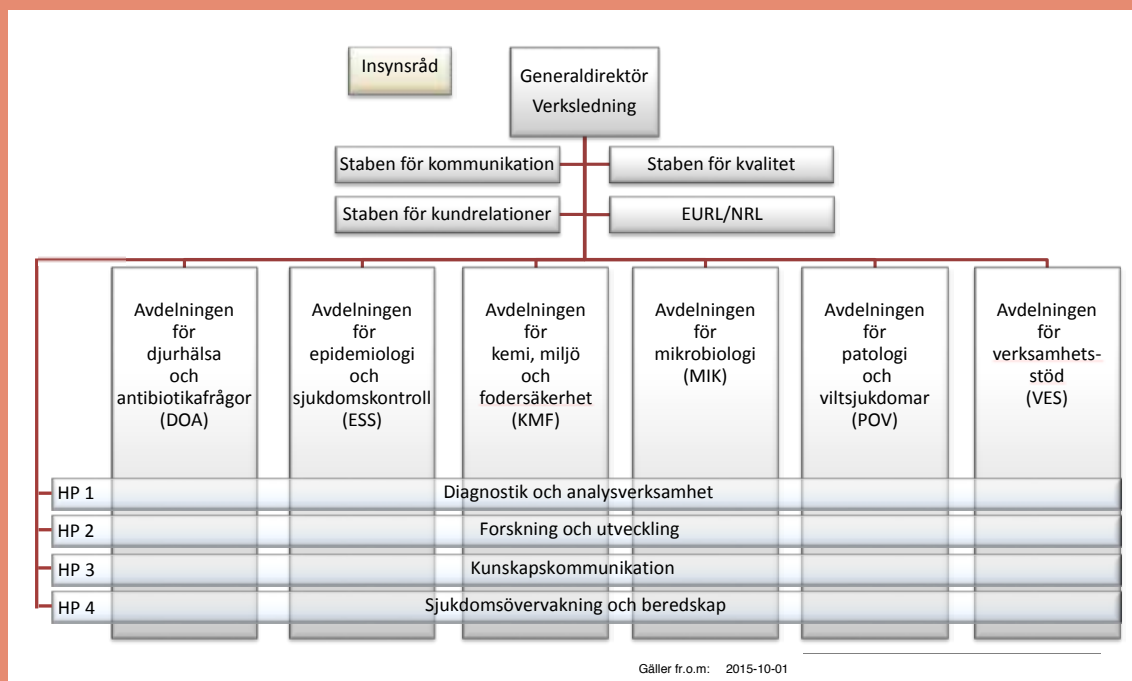 Insynsråd
Generaldirektör
Verksledning
Staben för kommunikation
Staben för kvalitet
Staben för kundrelationer
EURL/NRL
Avdelningen
för
djurhälsa
och
antibiotikafrågor
(DOA)
Avdelningen
för
epidemiologi
och
sjukdomskontroll
(ESS)
Avdelningen
för
kemi, miljö
och
fodersäkerhet
(KMF)
Avdelningen
för
mikrobiologi
(MIK)
Avdelningen
för
patologi
och
viltsjukdomar
(POV)
Avdelningen
för
verksamhets-
stöd
(VES)
HP 1 Diagnostik och analysverksamhet
HP 2 Forskning och utveckling
HP 3 Kunskapskommunikation
HP 4 Sjukdomsövervakning och beredskap
Gäller fr.o.m: 2015-10-01